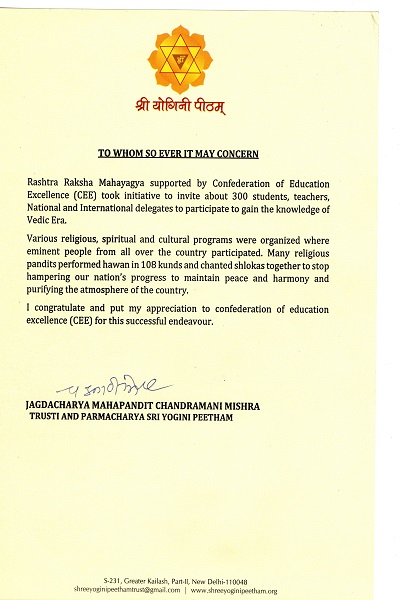 श्री योगिनी पीठम्
TO WHOM SO EVER IT MAY CONCERN
Rashtra Raksha Mahayagya supported by Confederation of Education
Excellence (CEE) took initiative to invite about 300 students, teachers,
National and International delegates to participate to gain the knowledge of
Vedic Era.
Various religious, spiritual and cultural programs were organized where
eminent people from all over the country participated. Many religious
pandits performed hawan in 108 kunds and chanted shlokas together to stop
hampering our nation's progress to maintain peace and harmony and
purifying the atmosphere of the country.
I congratulate and put my appreciation to confederation of education
excellence (CEE) for this successful endeavour.
JAGDACHARYA MAHAPANDIT CHANDRAMANI MISHRA
TRUSTI AND PARMACHARYA SRI YOGINI PEETHAM
S-231, Greater Kailash, Part-II, New Delhi-110048
shreeyoginipeethamtrust@gmail.com | www.shreeyoginipeetham.org